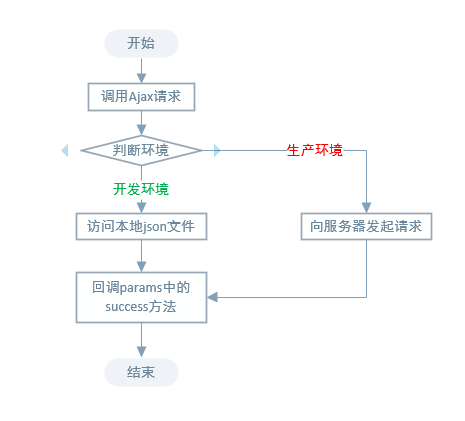 开始
调用Ajax请求
判断环境
生产环境
开发环境
访问本地json文件
向服务器发起请求
回调params中的
success方法
结束